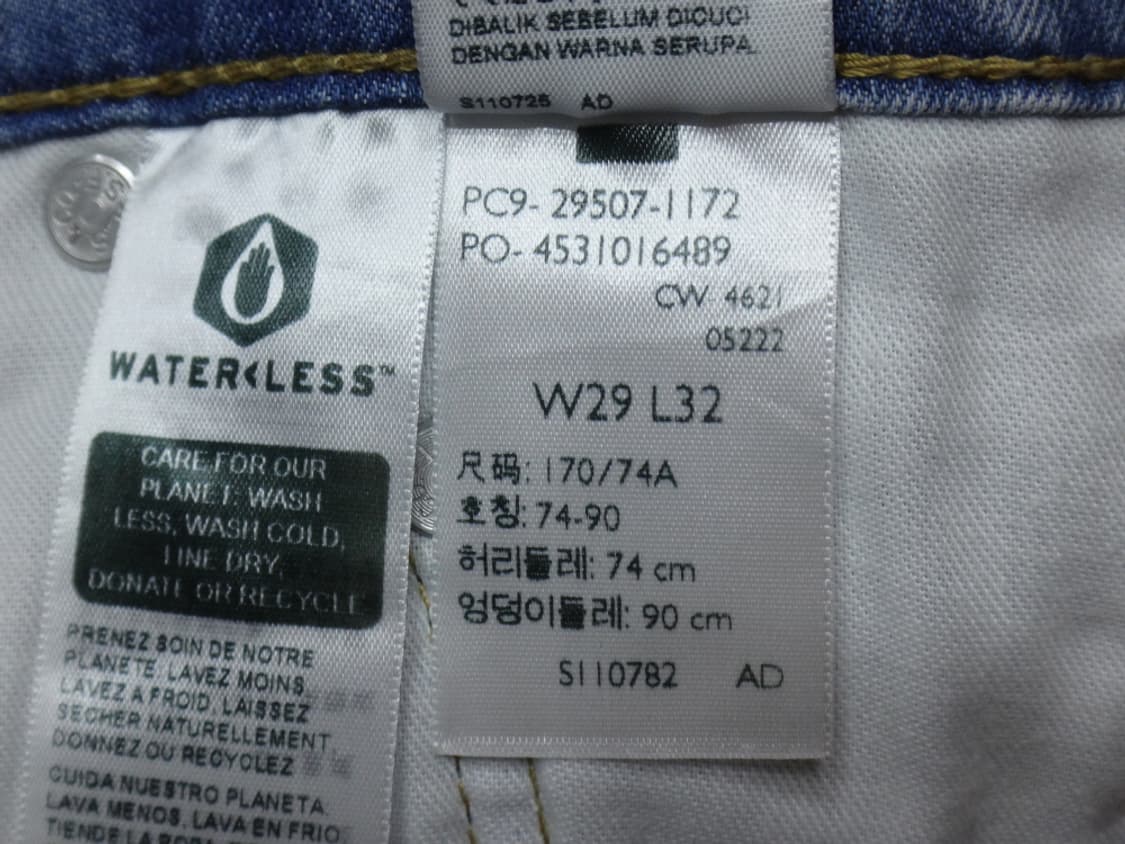 DIBALIK SEBELUM DICUCI
DENGAN WARNA SERUPA.
S110725 AD
PC9- 29507-1172
PO- 4531016489
CW 4621
05222
W29 L32
尺码: 170/74A
호칭: 74-90
허리둘레: 74 cm
엉덩이둘레: 90 cm
S110782 AD
WATER<LESS™
CARE FOR OUR
PLANET. WASH
LESS, WASH COLD,
LINE DRY,
DONATE OR RECYCLE
PRENEZ SOIN DE NOTRE
PLANETE. LAVEZ MOINS
LAVEZ A FROID, LAISSEZ
SECHER NATURELLEMENT
DONNEZ OU RECYCLEZ
CUIDA NUESTRO PLANETA.
LAVA MENOS, LAVA EN FRIO
TIENDE LA ROPA